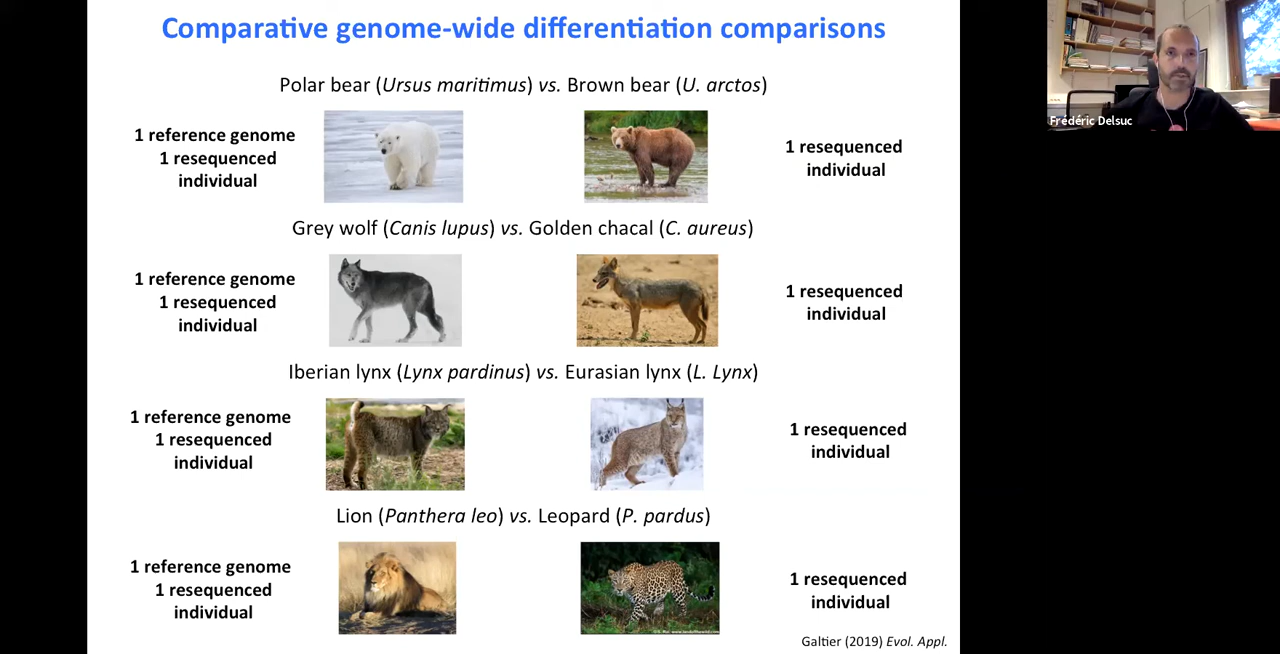 Comparative genome-wide differentiation comparisons
Polar bear (Ursus maritimus) vs. Brown bear (U. arctos)
1 reference genome
1 resequenced
individual
1 resequenced
individual
Grey wolf (Canis lupus) vs. Golden chacal (C. aureus)
1 reference genome
1 resequenced
individual
1 resequenced
individual
Iberian lynx (Lynx pardinus) vs. Eurasian lynx (L. Lynx)
1 reference genome
1 resequenced
individual
1 resequenced
individual
Lion (Panthera leo) vs. Leopard (P. pardus)
1 reference genome
1 resequenced
individual
1 resequenced
individual
Galtier (2019) Evol. Appl.
Frédéric Delsuc